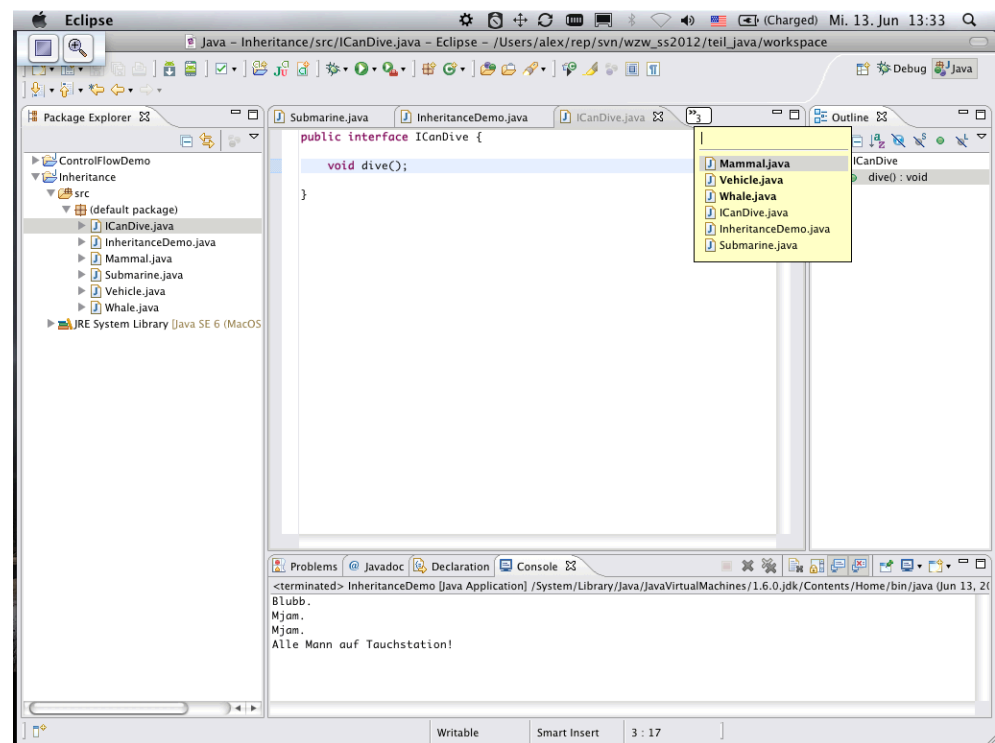 Eclipse (Charged) Mi. 13. Jun 13:33
Java – Inheritance/src/ICanDive.java – Eclipse – /Users/alex/rep/svn/wzw_ss2012/teil_java/workspace
Debug Java
Package Explorer
ControlFlowDemo
Inheritance
src
(default package)
ICanDive.java
InheritanceDemo.java
Mammal.java
Submarine.java
Vehicle.java
Whale.java
JRE System Library [Java SE 6 (MacOS
Submarine.java InheritanceDemo.java ICanDive.java »3
public interface ICanDive {
void dive();
}
Mammal.java
Vehicle.java
Whale.java
ICanDive.java
InheritanceDemo.java
Submarine.java
Outline
ICanDive
dive() : void
Problems @ Javadoc Declaration Console
<terminated> InheritanceDemo [Java Application] /System/Library/Java/JavaVirtualMachines/1.6.0.jdk/Contents/Home/bin/java (Jun 13, 20
Blubb.
Mjam.
Mjam.
Alle Mann auf Tauchstation!
Writable Smart Insert 3 : 17